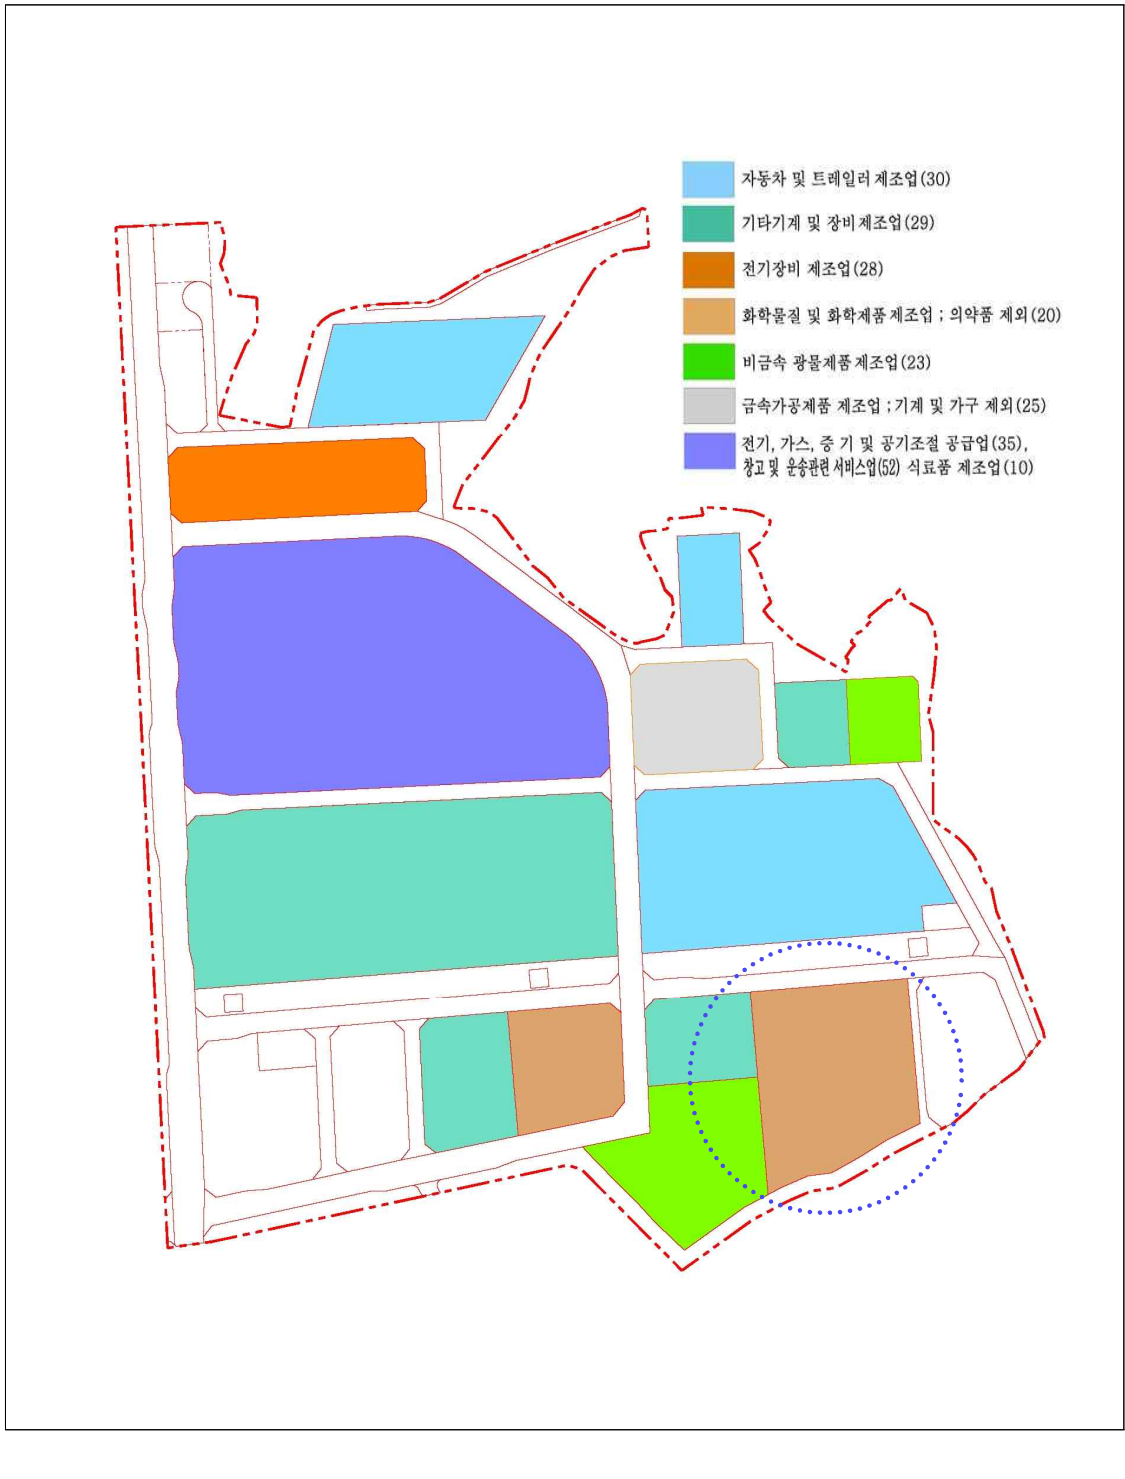 자동차 및 트레일러 제조업(30)
기타기계 및 장비제조업(29)
전기장비 제조업(28)
화학물질 및 화학제품 제조업 ; 의약품 제외(20)
비금속 광물제품 제조업(23)
금속가공제품 제조업 ; 기계 및 가구 제외(25)
전기, 가스, 증 기 및 공기조절 공급업(35),
창고 및 운송관련 서비스업(52) 식료품 제조업(10)